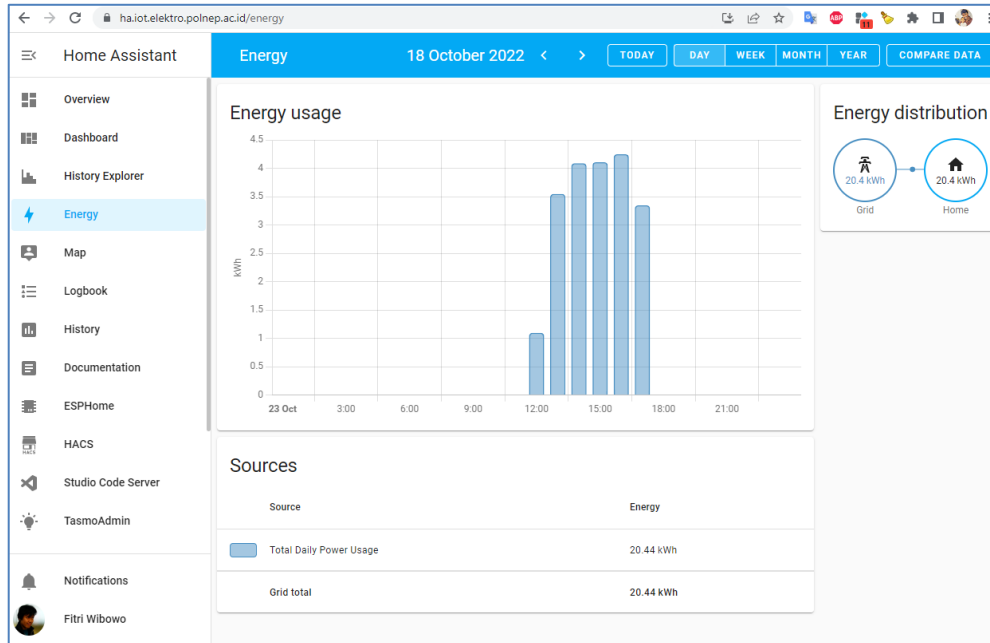 ha.iot.elektro.polnep.ac.id/energy
ABP
11
Home Assistant
Energy
18 October 2022
TODAY
DAY
WEEK
MONTH
YEAR
COMPARE DATA
Overview
Dashboard
History Explorer
Energy
Map
Logbook
History
Documentation
ESPHome
HACS
HACS
Studio Code Server
TasmoAdmin
Notifications
Fitri Wibowo
Energy usage
4.5
4
3.5
3
2.5
2
1.5
1
0.5
0
kWh
23 Oct 3:00 6:00 9:00 12:00 15:00 18:00 21:00
Energy distribution
20.4 kWh
Grid
20.4 kWh
Home
Sources
Source Energy
Total Daily Power Usage 20.44 kWh
Grid total 20.44 kWh